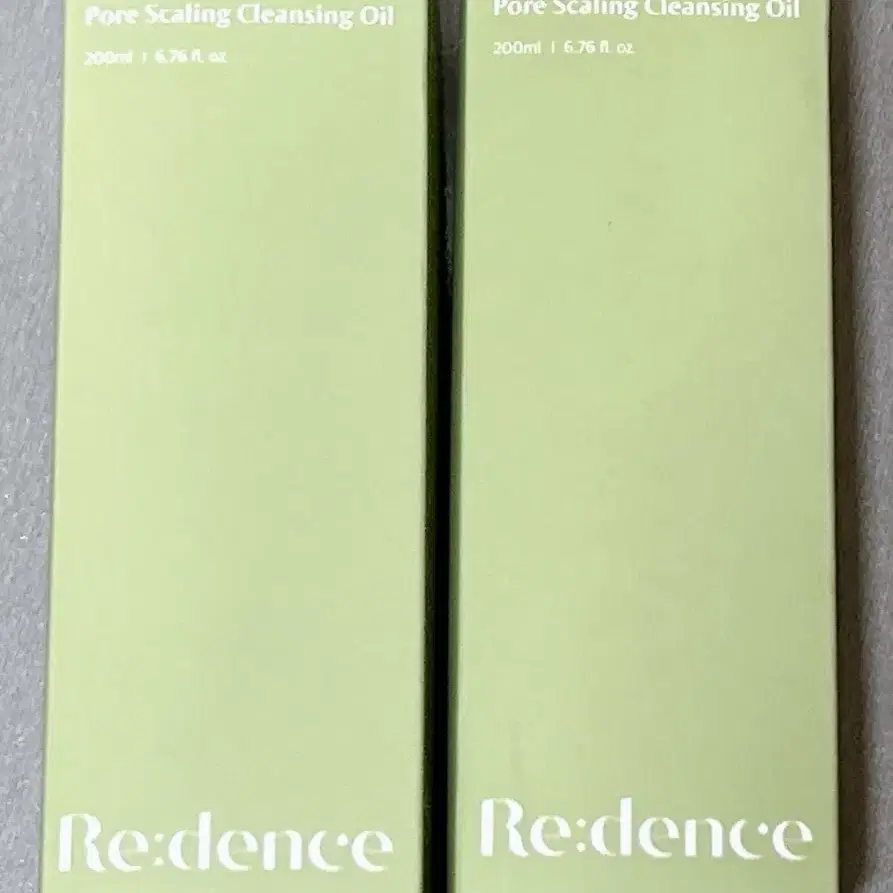 Pore Scaling Cleansing Oil
200ml | 6.76 fl. oz.
Re:dence
Pore Scaling Cleansing Oil
200ml | 6.76 fl. oz.
Re:dence